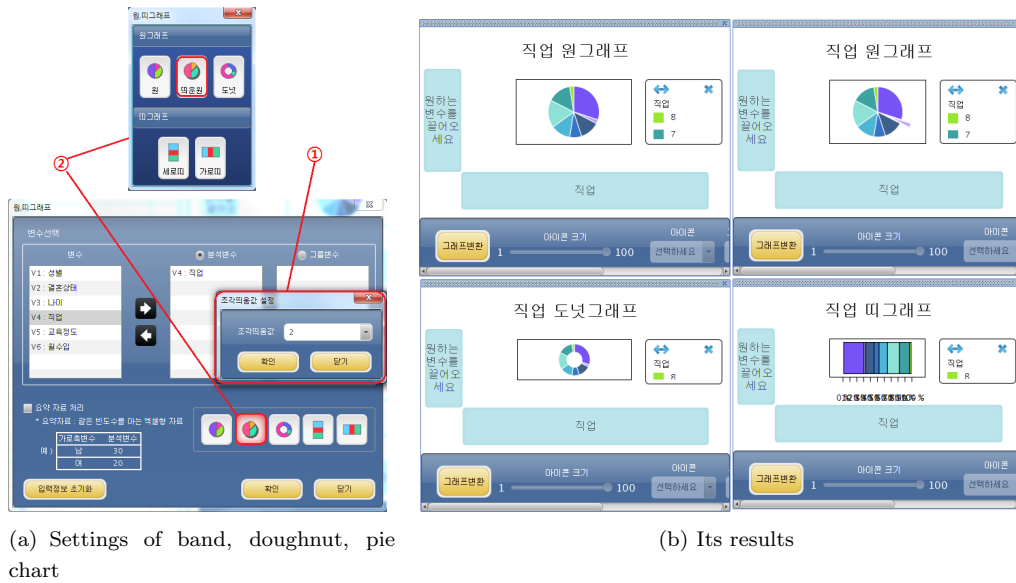 원,띠그래프
원그래프
원
띄운원
도넛
띠그래프
세로띠
가로띠
②
①
원,띠그래프
변수선택
변수
분석변수
그룹변수
V1 : 성별
V2 : 결혼상태
V3 : 나이
V4 : 직업
V5 : 교육정도
V6 : 월수입
V4 : 직업
조각띄움값 설정
조각띄움값
2
확인
닫기
요약 자료 처리
* 요약자료 : 같은 빈도수를 미는 엑셀형 자료
예 )
가로축변수 분석변수
남 30
여 20
입력정보 초기화
확인
닫기
(a) Settings of band, doughnut, pie
chart
직업 원그래프
원하는
변수를
끌어오
세요
직업
8
7
직업
그래프변환
1
아이콘 크기
100
아이콘
선택하세요
직업 원그래프
원하는
변수를
끌어오
세요
직업
8
7
직업
그래프변환
1
아이콘 크기
100
아이콘
선택하세요
직업 도넛그래프
원하는
변수를
끌어오
세요
직업
8
직업
그래프변환
1
아이콘 크기
100
아이콘
선택하세요
직업 띠그래프
원하는
변수를
끌어오
세요
직업
8
직업
그래프변환
1
아이콘 크기
100
아이콘
선택하세요
(b) Its results